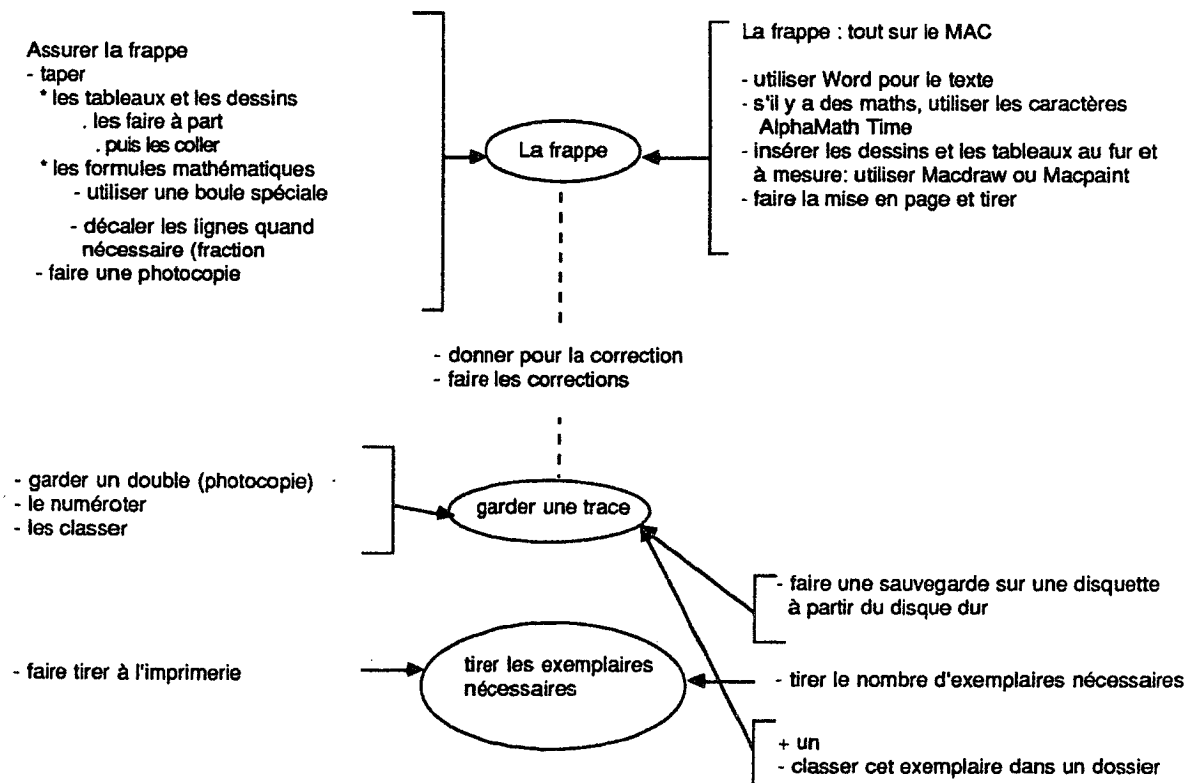 Assurer la frappe
- taper
* les tableaux et les dessins
. les faire à part
. puis les coller
* les formules mathématiques
- utiliser une boule spéciale
- décaler les lignes quand
nécessaire (fraction
- faire une photocopie
La frappe
La frappe : tout sur le MAC
- utiliser Word pour le texte
- s'il y a des maths, utiliser les caractères
AlphaMath Time
- insérer les dessins et les tableaux au fur et
à mesure: utiliser Macdraw ou Macpaint
- faire la mise en page et tirer
- donner pour la correction
- faire les corrections
- garder un double (photocopie)
- le numéroter
- les classer
garder une trace
- faire une sauvegarde sur une disquette
à partir du disque dur
- faire tirer à l'imprimerie
tirer les exemplaires
nécessaires
- tirer le nombre d'exemplaires nécessaires
+ un
- classer cet exemplaire dans un dossier